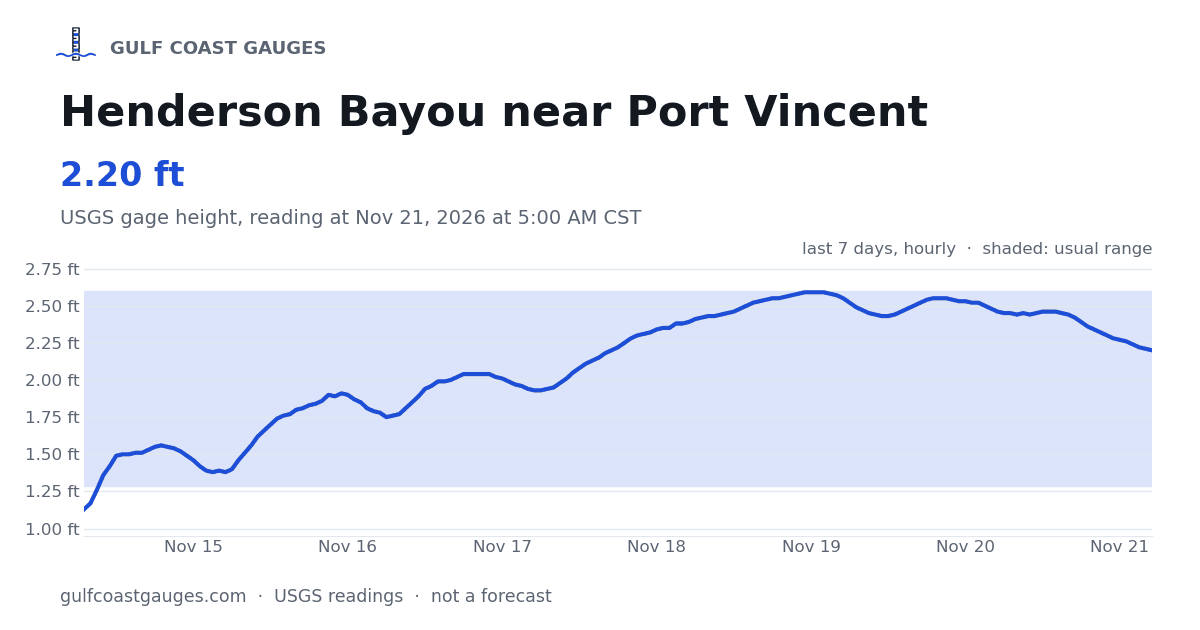 GULF COAST GAUGES
Henderson Bayou near Port Vincent
2.20 ft
USGS gage height, reading at Nov 21, 2026 at 5:00 AM CST
last 7 days, hourly · shaded: usual range
2.75 ft
2.50 ft
2.25 ft
2.00 ft
1.75 ft
1.50 ft
1.25 ft
1.00 ft
Nov 15 Nov 16 Nov 17 Nov 18 Nov 19 Nov 20 Nov 21
gulfcoastgauges.com · USGS readings · not a forecast